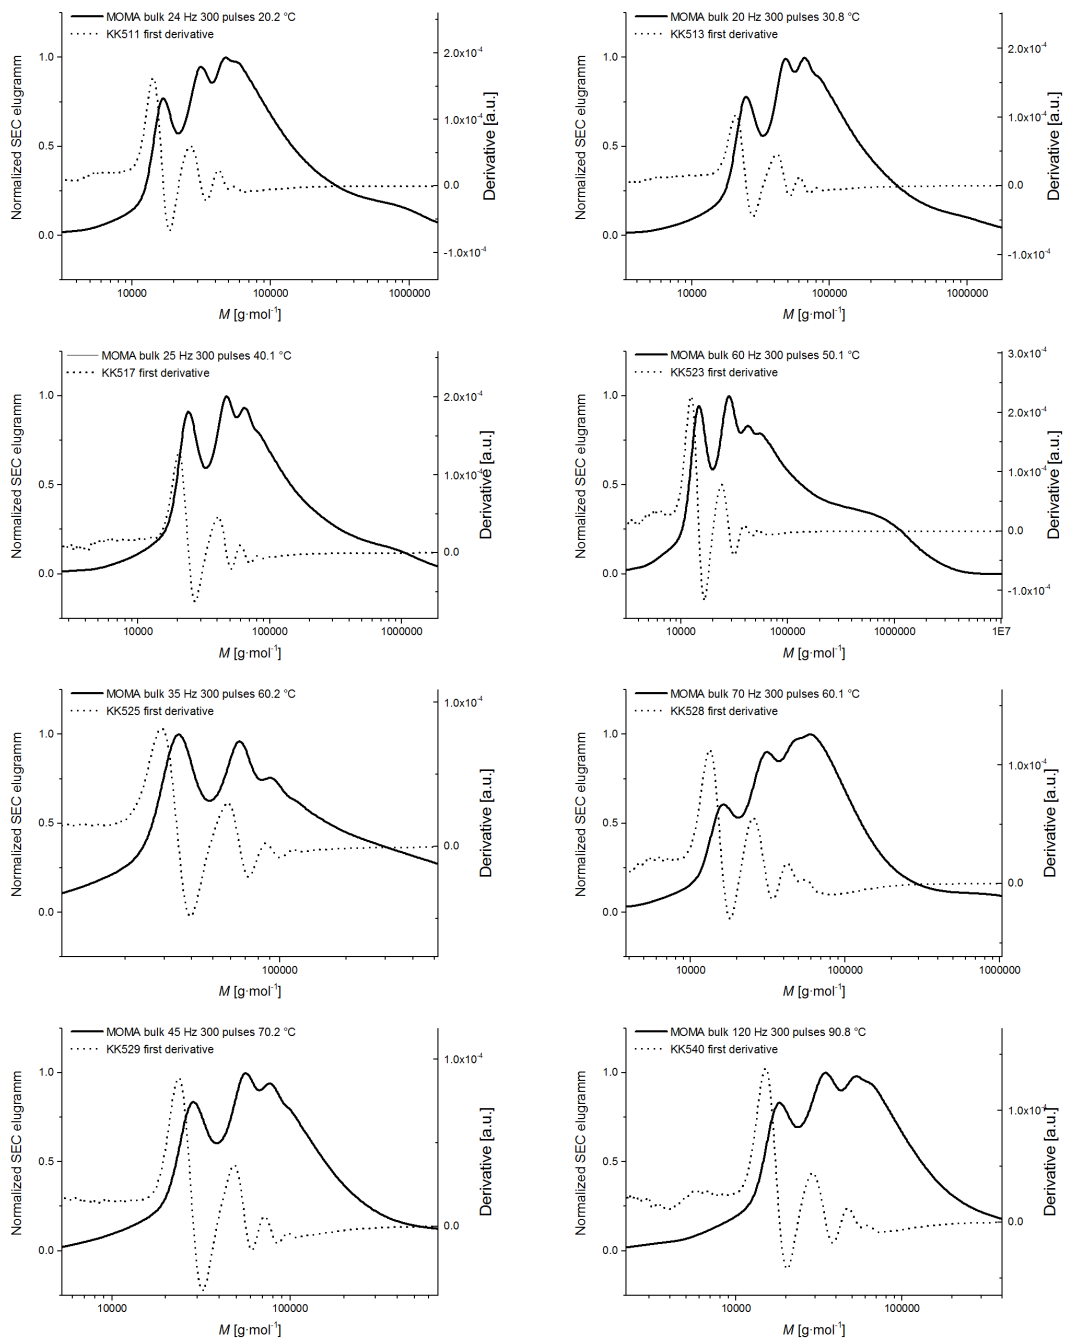 MOMA bulk 24 Hz 300 pulses 20.2 °C
KK511 first derivative
Normalized SEC elugramm
1.0
0.5
0.0
2.0x10⁻⁴
1.0x10⁻⁴
0.0
-1.0x10⁻⁴
Derivative [a.u.]
10000 100000 1000000
M [g·mol⁻¹]
MOMA bulk 20 Hz 300 pulses 30.8 °C
KK513 first derivative
Normalized SEC elugramm
1.0
0.5
0.0
2.0x10⁻⁴
1.0x10⁻⁴
0.0
-1.0x10⁻⁴
Derivative [a.u.]
10000 100000 1000000
M [g·mol⁻¹]
MOMA bulk 25 Hz 300 pulses 40.1 °C
KK517 first derivative
Normalized SEC elugramm
1.0
0.5
0.0
2.0x10⁻⁴
1.0x10⁻⁴
0.0
Derivative [a.u.]
10000 100000 1000000
M [g·mol⁻¹]
MOMA bulk 60 Hz 300 pulses 50.1 °C
KK523 first derivative
Normalized SEC elugramm
1.0
0.5
0.0
3.0x10⁻⁴
2.0x10⁻⁴
1.0x10⁻⁴
0.0
-1.0x10⁻⁴
Derivative [a.u.]
10000 100000 1000000 1E7
M [g·mol⁻¹]
MOMA bulk 35 Hz 300 pulses 60.2 °C
KK525 first derivative
Normalized SEC elugramm
1.0
0.5
0.0
1.0x10⁻⁴
0.0
Derivative [a.u.]
100000
M [g·mol⁻¹]
MOMA bulk 70 Hz 300 pulses 60.1 °C
KK528 first derivative
Normalized SEC elugramm
1.0
0.5
0.0
1.0x10⁻⁴
0.0
Derivative [a.u.]
10000 100000 1000000
M [g·mol⁻¹]
MOMA bulk 45 Hz 300 pulses 70.2 °C
KK529 first derivative
Normalized SEC elugramm
1.0
0.5
0.0
1.0x10⁻⁴
0.0
Derivative [a.u.]
10000 100000
M [g·mol⁻¹]
MOMA bulk 120 Hz 300 pulses 90.8 °C
KK540 first derivative
Normalized SEC elugramm
1.0
0.5
0.0
1.0x10⁻⁴
0.0
Derivative [a.u.]
10000 100000
M [g·mol⁻¹]